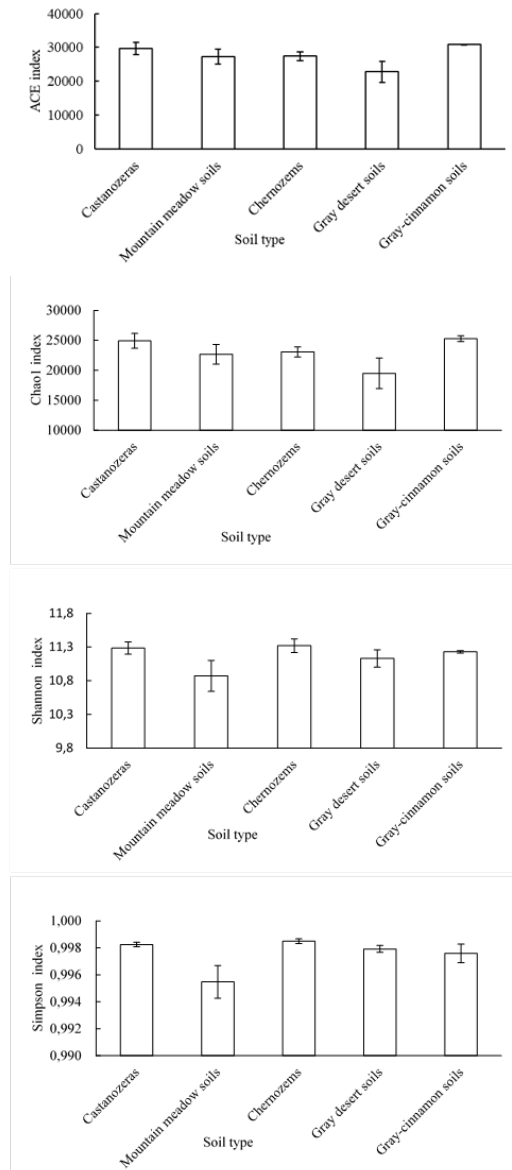 ACE index
40000
30000
20000
10000
0
Castanozeras
Mountain meadow soils
Chernozems
Gray desert soils
Gray-cinnamon soils
Soil type
Chao1 index
30000
25000
20000
15000
10000
Castanozeras
Mountain meadow soils
Chernozems
Gray desert soils
Gray-cinnamon soils
Soil type
Shannon index
11,8
11,3
10,8
10,3
9,8
Castanozeras
Mountain meadow soils
Chernozems
Gray desert soils
Gray-cinnamon soils
Soil type
Simpson index
1,000
0,998
0,996
0,994
0,992
0,990
Castanozeras
Mountain meadow soils
Chernozems
Gray desert soils
Gray-cinnamon soils
Soil type